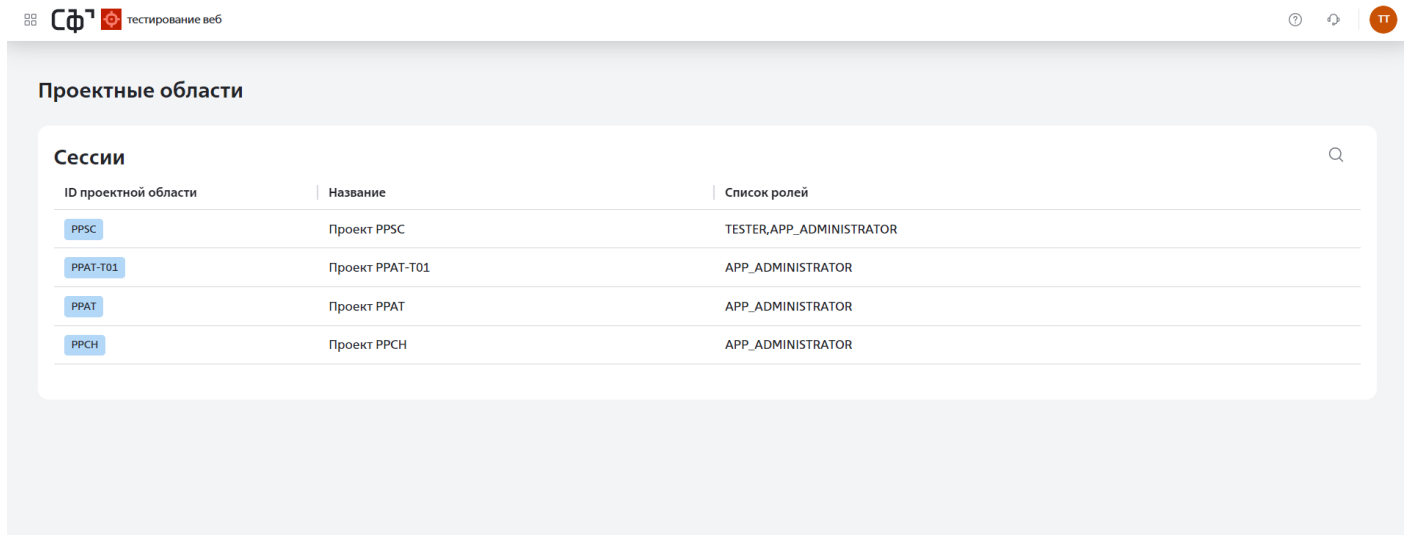 СФ тестирование веб ? ТТ
Проектные области
Сессии
ID проектной области Название Список ролей
PPSC Проект PPSC TESTER,APP_ADMINISTRATOR
PPAT-T01 Проект PPAT-T01 APP_ADMINISTRATOR
PPAT Проект PPAT APP_ADMINISTRATOR
PPCH Проект PPCH APP_ADMINISTRATOR